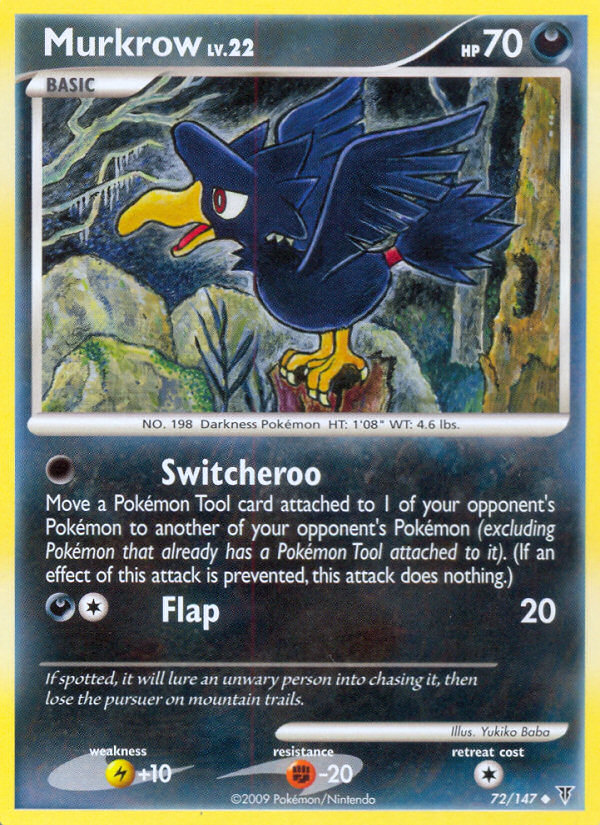 Murkrow LV.22
HP 70
BASIC
NO. 198 Darkness Pokémon HT: 1'08" WT: 4.6 lbs.
Switcheroo
Move a Pokémon Tool card attached to 1 of your opponent's
Pokémon to another of your opponent's Pokémon (excluding
Pokémon that already has a Pokémon Tool attached to it). (If an
effect of this attack is prevented, this attack does nothing.)
Flap 20
If spotted, it will lure an unwary person into chasing it, then
lose the pursuer on mountain trails.
Illus. Yukiko Baba
weakness resistance retreat cost
+10 -20
©2009 Pokémon/Nintendo 72/147